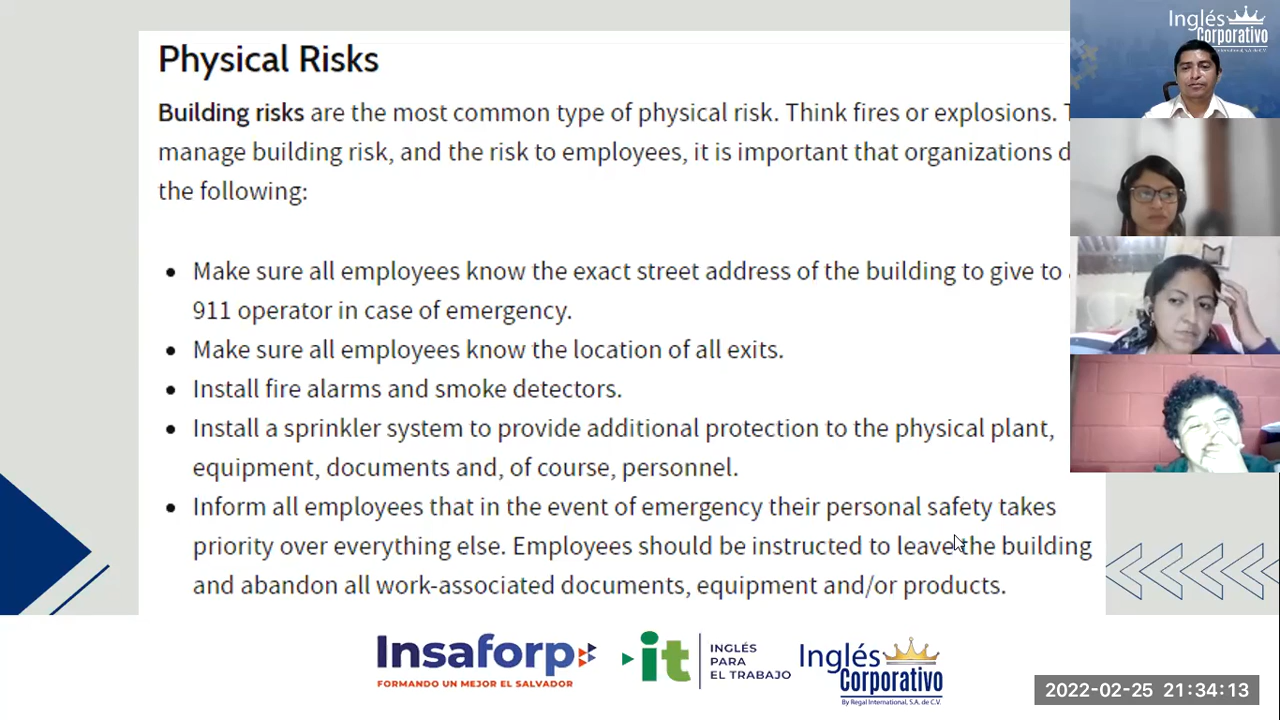 Physical Risks
Building risks are the most common type of physical risk. Think fires or explosions.
manage building risk, and the risk to employees, it is important that organizations
the following:
• Make sure all employees know the exact street address of the building to give to
911 operator in case of emergency.
• Make sure all employees know the location of all exits.
• Install fire alarms and smoke detectors.
• Install a sprinkler system to provide additional protection to the physical plant,
equipment, documents and, of course, personnel.
• Inform all employees that in the event of emergency their personal safety takes
priority over everything else. Employees should be instructed to leave the building
and abandon all work-associated documents, equipment and/or products.
Inglés
Corporativo
International, S.A. de C.V.
Insaforp
FORMANDO UN MEJOR EL SALVADOR
it
INGLÉS
PARA
EL TRABAJO
Inglés
Corporativo
By Regal International, S.A. de C.V.
2022-02-25 21:34:13